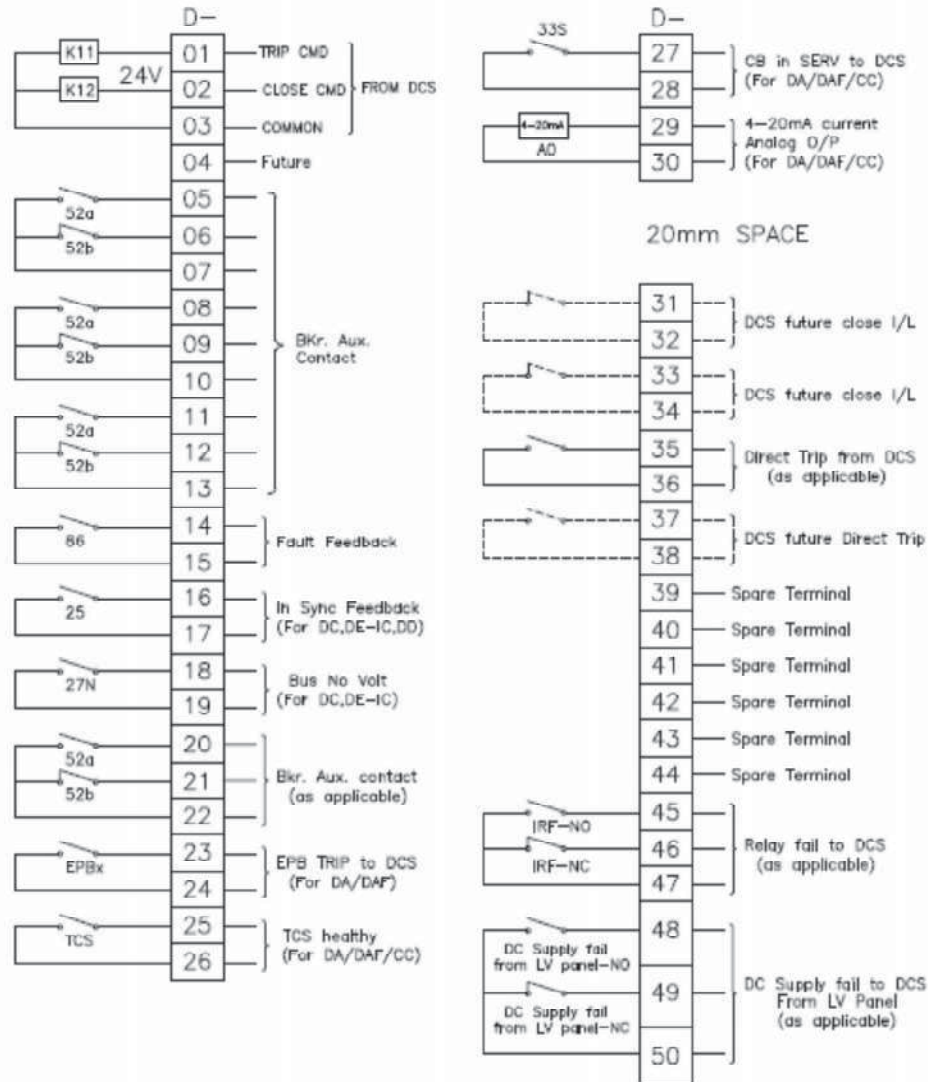 D-
K11
24V
K12
01
TRIP CMD
02
CLOSE CMD
FROM DCS
03
COMMON
04
Future
52a
05
52b
06
07
52a
08
52b
09
10
BKr. Aux.
Contact
52a
11
52b
12
13
86
14
15
Fault Feedback
25
16
17
In Sync Feedback
(For DC,DE-IC,DD)
27N
18
19
Bus No Volt
(For DC,DE-IC)
52a
20
52b
21
22
Bkr. Aux. contact
(as applicable)
EPBx
23
24
EPB TRIP to DCS
(For DA/DAF)
TCS
25
26
TCS healthy
(For DA/DAF/CC)
D-
33S
27
28
CB in SERV to DCS
(For DA/DAF/CC)
4-20mA
AO
29
30
4-20mA current
Analog O/P
(For DA/DAF/CC)
20mm SPACE
31
32
DCS future close I/L
33
34
DCS future close I/L
35
36
Direct Trip from DCS
(as applicable)
37
38
DCS future Direct Trip
39
Spare Terminal
40
Spare Terminal
41
Spare Terminal
42
Spare Terminal
43
Spare Terminal
44
Spare Terminal
IRF-NO
45
IRF-NC
46
47
Relay fail to DCS
(as applicable)
48
DC Supply fail
from LV panel-NO
49
DC Supply fail
from LV panel-NC
50
DC Supply fail to DCS
From LV Panel
(as applicable)